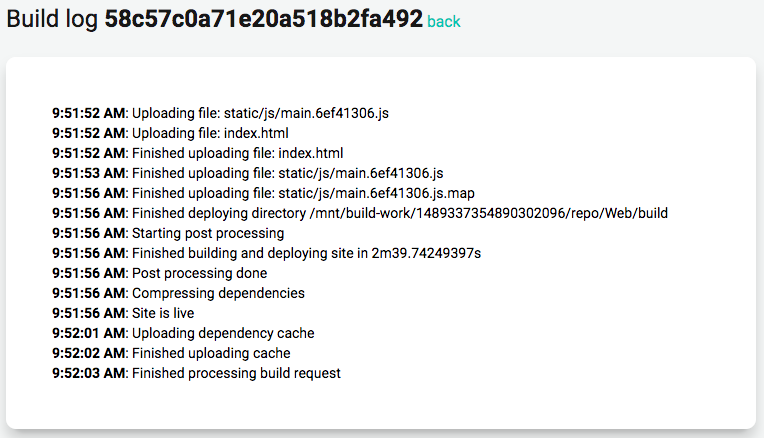 Build log 58c57c0a71e20a518b2fa492 back
9:51:52 AM: Uploading file: static/js/main.6ef41306.js
9:51:52 AM: Uploading file: index.html
9:51:52 AM: Finished uploading file: index.html
9:51:53 AM: Finished uploading file: static/js/main.6ef41306.js
9:51:56 AM: Finished uploading file: static/js/main.6ef41306.js.map
9:51:56 AM: Finished deploying directory /mnt/build-work/1489337354890302096/repo/Web/build
9:51:56 AM: Starting post processing
9:51:56 AM: Finished building and deploying site in 2m39.74249397s
9:51:56 AM: Post processing done
9:51:56 AM: Compressing dependencies
9:51:56 AM: Site is live
9:52:01 AM: Uploading dependency cache
9:52:02 AM: Finished uploading cache
9:52:03 AM: Finished processing build request